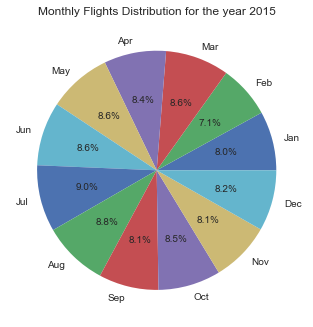 Monthly Flights Distribution for the year 2015
Jan
8.0%
Feb
7.1%
Mar
8.6%
Apr
8.4%
May
8.6%
Jun
8.6%
Jul
9.0%
Aug
8.8%
Sep
8.1%
Oct
8.5%
Nov
8.1%
Dec
8.2%